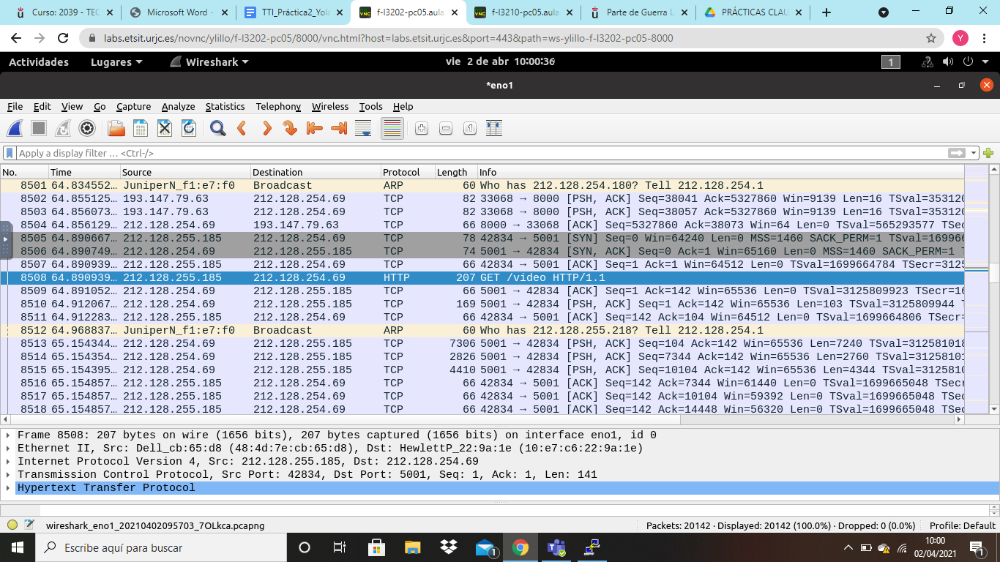 Curso: 2039 - TEC
Microsoft Word -
TTI_Práctica2_Yola
f-l3202-pc05.aula
f-l3210-pc05.aula
Parte de Guerra L
PRÁCTICAS CLAU
labs.etsit.urjc.es/novnc/ylillo/f-l3202-pc05/8000/vnc.html?host=labs.etsit.urjc.es&port=443&path=ws-ylillo-f-l3202-pc05-8000
Y
Actividades Lugares Wireshark vie 2 de abr 10:00:36 1
*eno1
File Edit View Go Capture Analyze Statistics Telephony Wireless Tools Help
Apply a display filter … <Ctrl-/>
No. Time Source Destination Protocol Length Info
8501 64.834552… JuniperN_f1:e7:f0 Broadcast ARP 60 Who has 212.128.254.180? Tell 212.128.254.1
8502 64.855125… 193.147.79.63 212.128.254.69 TCP 82 33068 → 8000 [PSH, ACK] Seq=38041 Ack=5327860 Win=9139 Len=16 TSval=353120
8503 64.856073… 193.147.79.63 212.128.254.69 TCP 82 33068 → 8000 [PSH, ACK] Seq=38057 Ack=5327860 Win=9139 Len=16 TSval=353120
8504 64.856129… 212.128.254.69 193.147.79.63 TCP 66 8000 → 33068 [ACK] Seq=5327860 Ack=38073 Win=64 Len=0 TSval=565293577 TSec
8505 64.890667… 212.128.255.185 212.128.254.69 TCP 78 42834 → 5001 [SYN] Seq=0 Win=64240 Len=0 MSS=1460 SACK_PERM=1 TSval=169966
8506 64.890749… 212.128.254.69 212.128.255.185 TCP 74 5001 → 42834 [SYN, ACK] Seq=0 Ack=1 Win=65160 Len=0 MSS=1460 SACK_PERM=1 T
8507 64.890939… 212.128.255.185 212.128.254.69 TCP 66 42834 → 5001 [ACK] Seq=1 Ack=1 Win=64512 Len=0 TSval=1699664784 TSecr=3125
8508 64.890939… 212.128.255.185 212.128.254.69 HTTP 207 GET /video HTTP/1.1
8509 64.891052… 212.128.254.69 212.128.255.185 TCP 66 5001 → 42834 [ACK] Seq=1 Ack=142 Win=65536 Len=0 TSval=3125809923 TSecr=16
8510 64.912067… 212.128.254.69 212.128.255.185 TCP 169 5001 → 42834 [PSH, ACK] Seq=1 Ack=142 Win=65536 Len=103 TSval=3125809944 T
8511 64.912283… 212.128.255.185 212.128.254.69 TCP 66 42834 → 5001 [ACK] Seq=142 Ack=104 Win=64512 Len=0 TSval=1699664806 TSecr=
8512 64.968837… JuniperN_f1:e7:f0 Broadcast ARP 60 Who has 212.128.255.218? Tell 212.128.254.1
8513 65.154344… 212.128.254.69 212.128.255.185 TCP 7306 5001 → 42834 [PSH, ACK] Seq=104 Ack=142 Win=65536 Len=7240 TSval=312581018
8514 65.154387… 212.128.254.69 212.128.255.185 TCP 2826 5001 → 42834 [PSH, ACK] Seq=7344 Ack=142 Win=65536 Len=2760 TSval=31258101
8515 65.154395… 212.128.254.69 212.128.255.185 TCP 4410 5001 → 42834 [PSH, ACK] Seq=10104 Ack=142 Win=65536 Len=4344 TSval=3125810
8516 65.154857… 212.128.255.185 212.128.254.69 TCP 66 42834 → 5001 [ACK] Seq=142 Ack=7344 Win=61440 Len=0 TSval=1699665048 TSecr
8517 65.154857… 212.128.255.185 212.128.254.69 TCP 66 42834 → 5001 [ACK] Seq=142 Ack=10104 Win=59392 Len=0 TSval=1699665048 TSec
8518 65.154857… 212.128.255.185 212.128.254.69 TCP 66 42834 → 5001 [ACK] Seq=142 Ack=14448 Win=56320 Len=0 TSval=1699665048 TSec
Frame 8508: 207 bytes on wire (1656 bits), 207 bytes captured (1656 bits) on interface eno1, id 0
Ethernet II, Src: Dell_cb:65:d8 (48:4d:7e:cb:65:d8), Dst: HewlettP_22:9a:1e (10:e7:c6:22:9a:1e)
Internet Protocol Version 4, Src: 212.128.255.185, Dst: 212.128.254.69
Transmission Control Protocol, Src Port: 42834, Dst Port: 5001, Seq: 1, Ack: 1, Len: 141
Hypertext Transfer Protocol
wireshark_eno1_20210402095703_7OLkca.pcapng Packets: 20142 · Displayed: 20142 (100.0%) · Dropped: 0 (0.0%) Profile: Default
Escribe aquí para buscar
1
10:00
02/04/2021
1